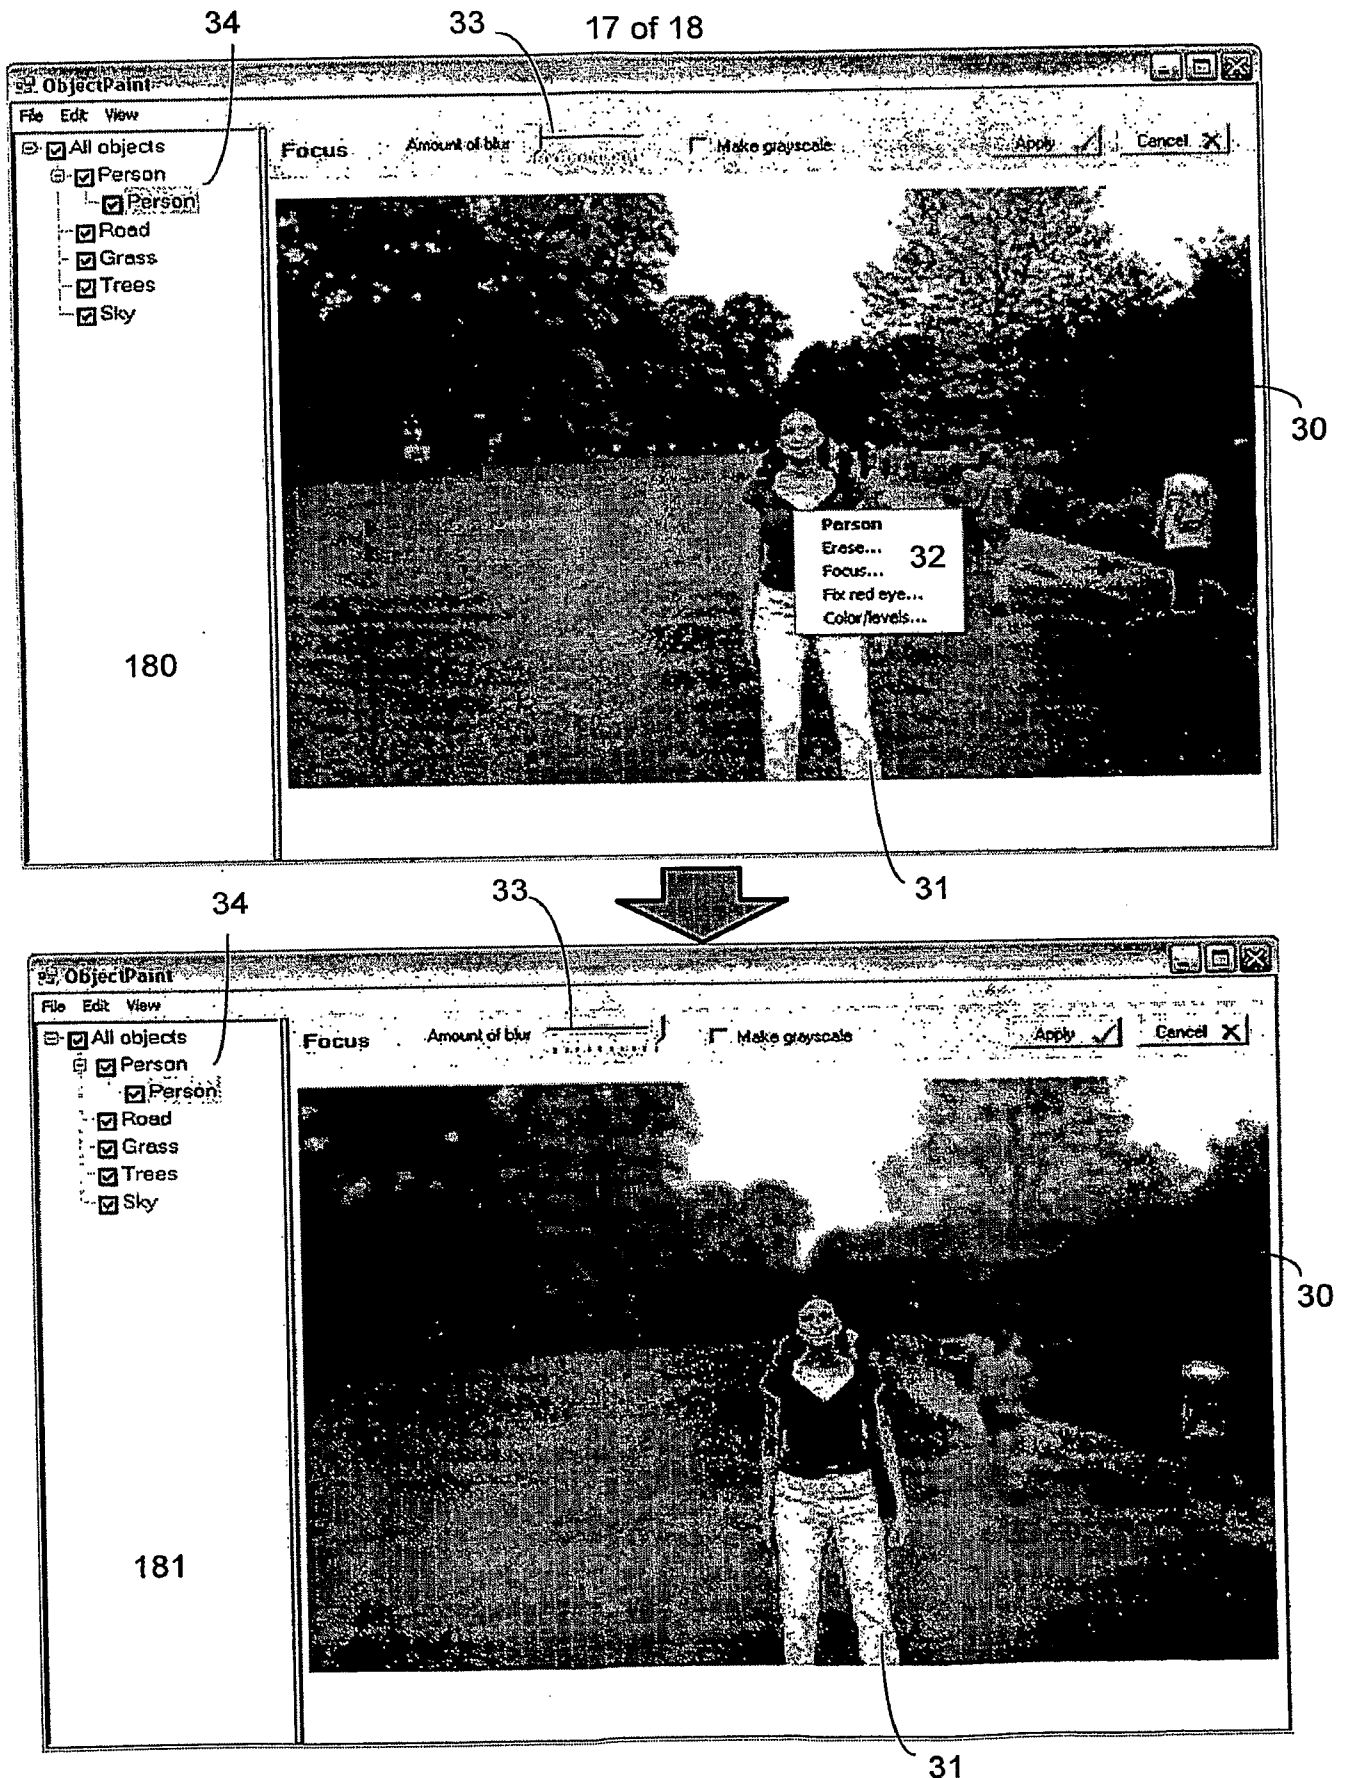 34
33
17 of 18
ObjectPaint
File Edit View
All objects
Person
Person
Road
Grass
Trees
Sky
Focus Amount of blur Make grayscale Apply Cancel
30
Person
Erase...
Focus...
Fix red eye...
Color/levels...
32
180
31
34
33
ObjectPaint
File Edit View
All objects
Person
Person
Road
Grass
Trees
Sky
Focus Amount of blur Make grayscale Apply Cancel
30
181
31